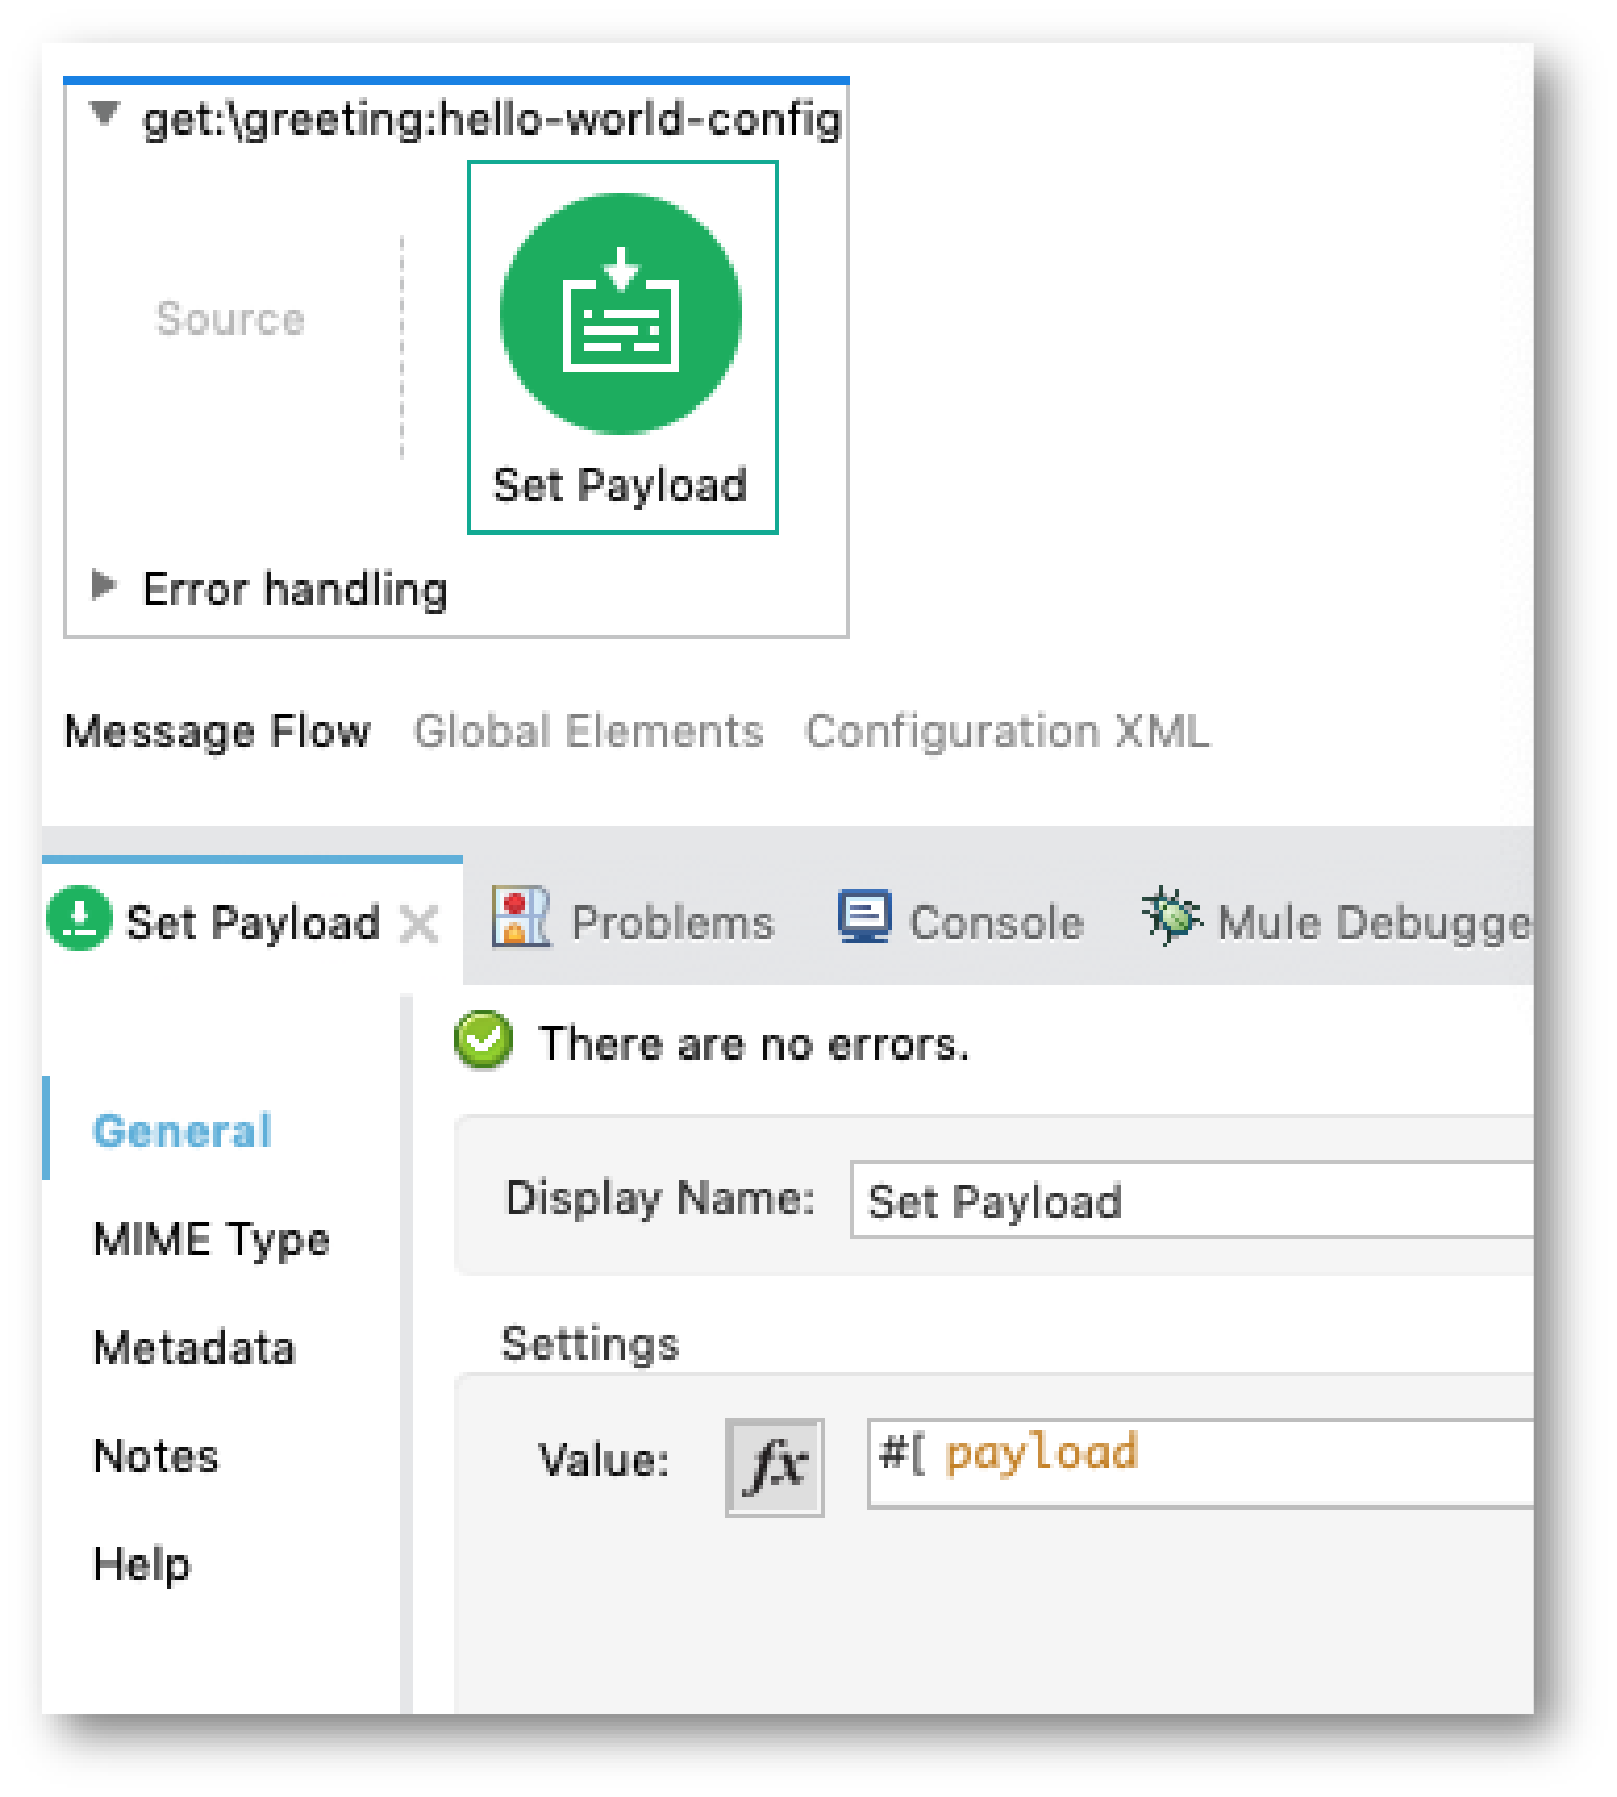 get:\greeting:hello-world-config
Source
Set Payload
Error handling
Message Flow Global Elements Configuration XML
Set Payload Problems Console Mule Debugge
There are no errors.
General
Display Name: Set Payload
MIME Type
Metadata
Settings
Notes
Value: fx #[ payload
Help